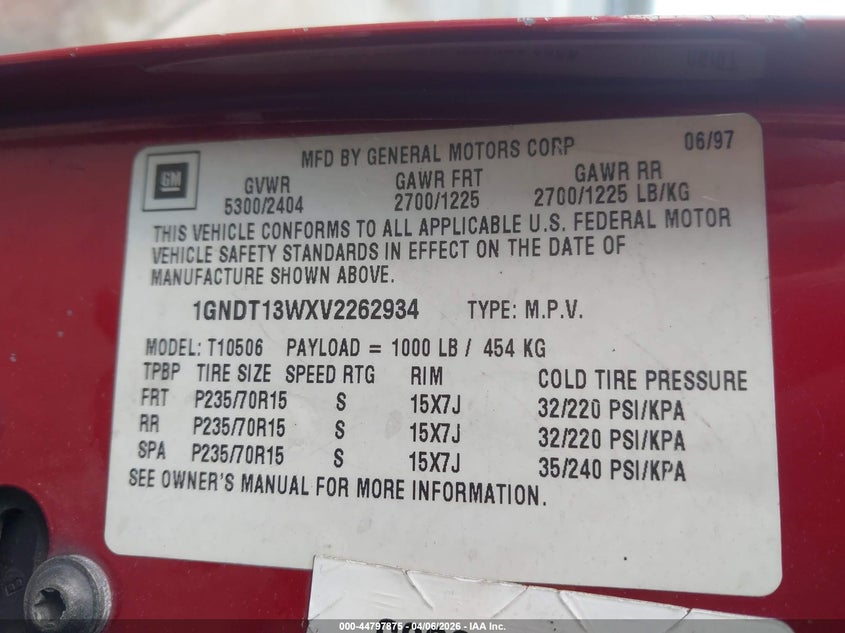 MFD BY GENERAL MOTORS CORP 06/97
GM
GVWR GAWR FRT GAWR RR
5300/2404 2700/1225 2700/1225 LB/KG
THIS VEHICLE CONFORMS TO ALL APPLICABLE U.S. FEDERAL MOTOR
VEHICLE SAFETY STANDARDS IN EFFECT ON THE DATE OF
MANUFACTURE SHOWN ABOVE.
1GNDT13WXV2262934 TYPE: M.P.V.
MODEL: T10506 PAYLOAD = 1000 LB / 454 KG
TPBP TIRE SIZE SPEED RTG RIM COLD TIRE PRESSURE
FRT P235/70R15 S 15X7J 32/220 PSI/KPA
RR P235/70R15 S 15X7J 32/220 PSI/KPA
SPA P235/70R15 S 15X7J 35/240 PSI/KPA
SEE OWNER'S MANUAL FOR MORE INFORMATION.
000-44797875 - 04/06/2026 - IAA Inc.